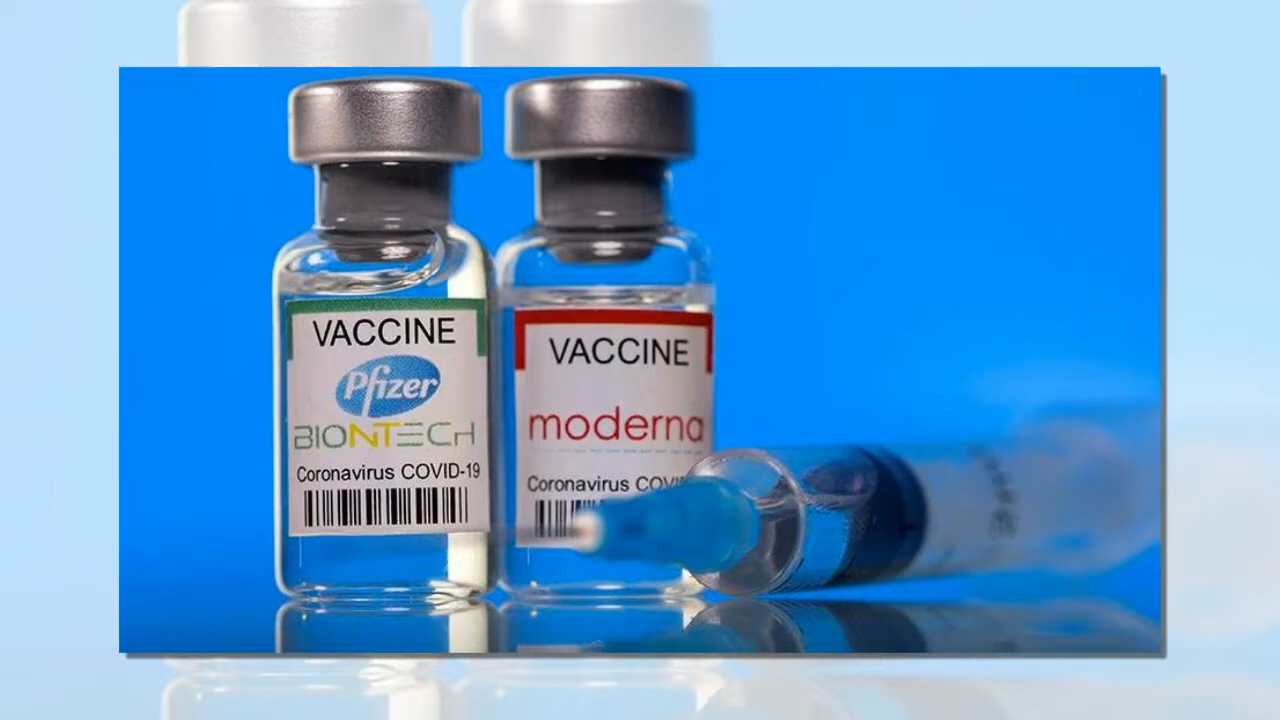 VACCINE
Pfizer
BIONTECH
Coronavirus COVID-19
VACCINE
moderna
Coronavirus